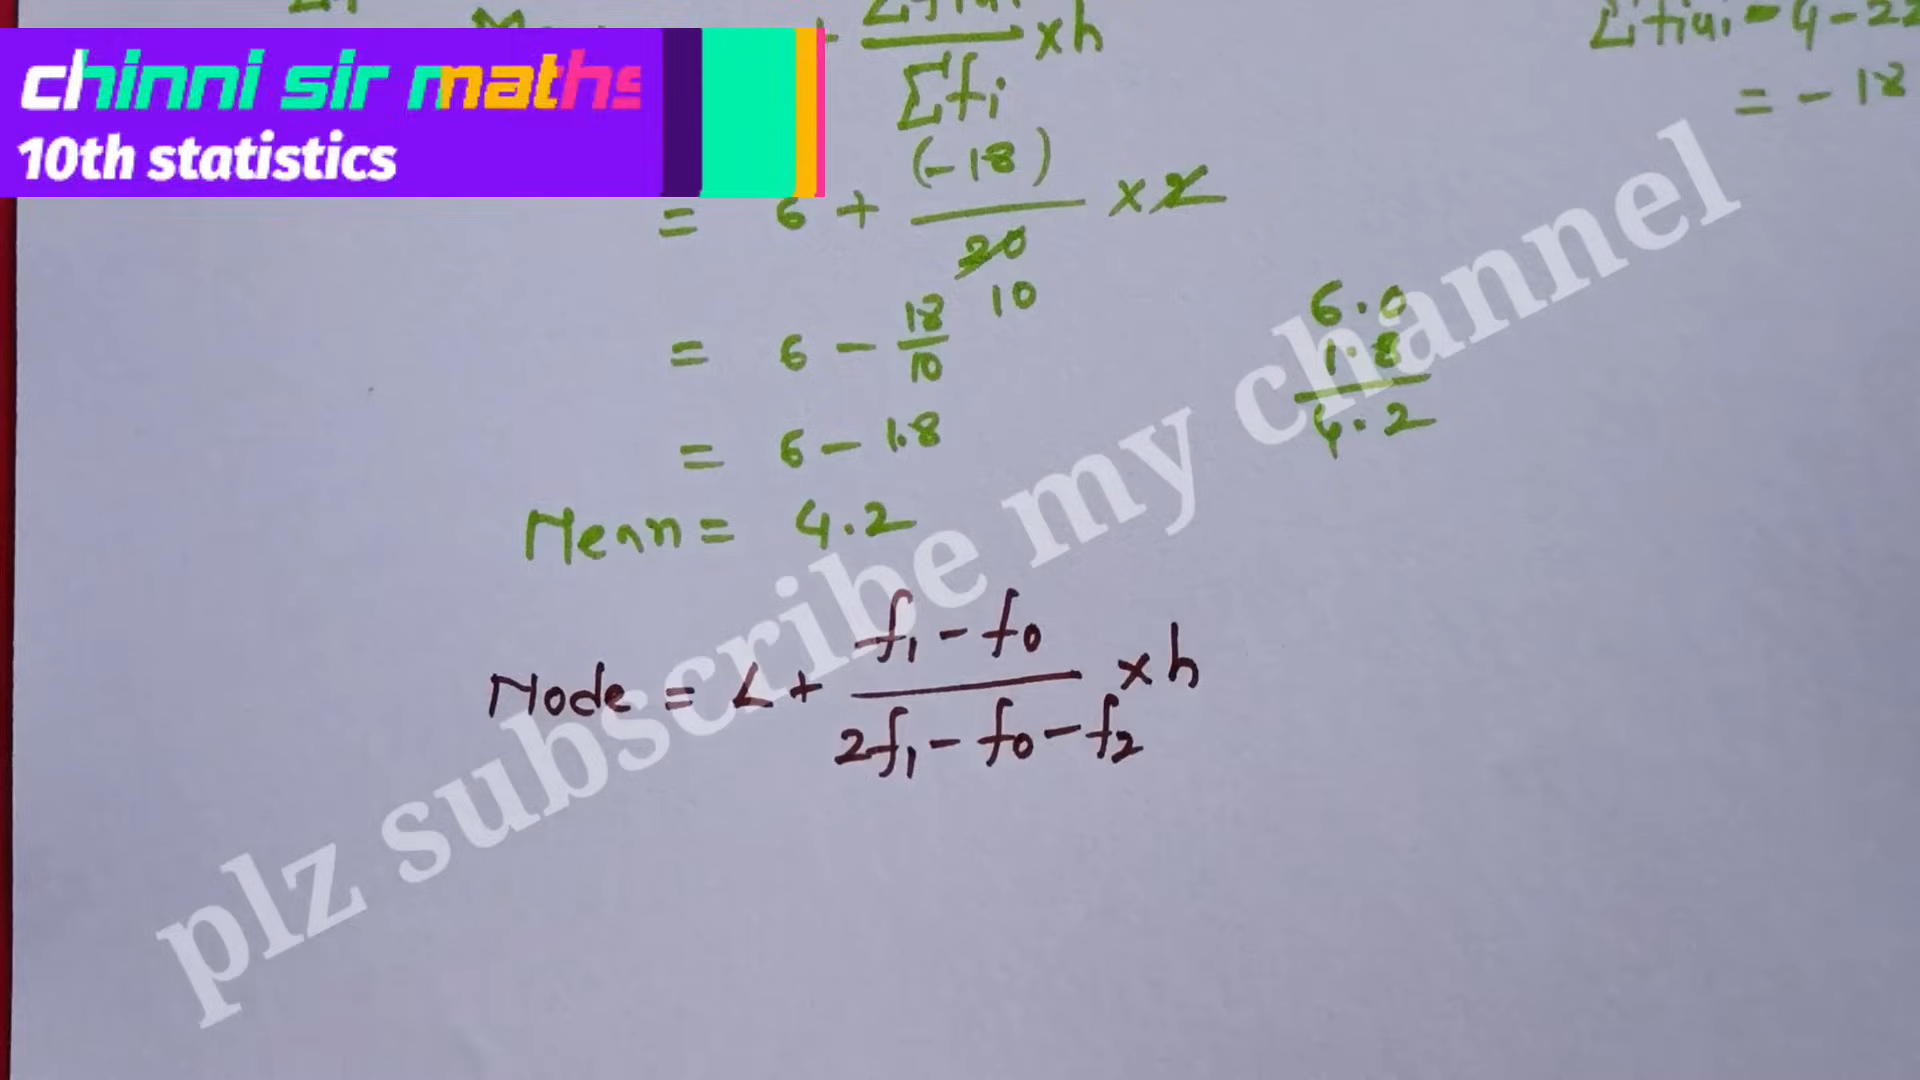 Σfiui = 4 - 22
× h
Σfi
= - 18
chinni sir maths
10th statistics
(-18)
= 6 + ——— × 2
20
10
= 6 - 18/10
6.0
1.8
4.2
= 6 - 1.8
Mean = 4.2
f₁ - f₀
Mode = L + ——— × h
2f₁ - f₀ - f₂
plz subscribe my channel